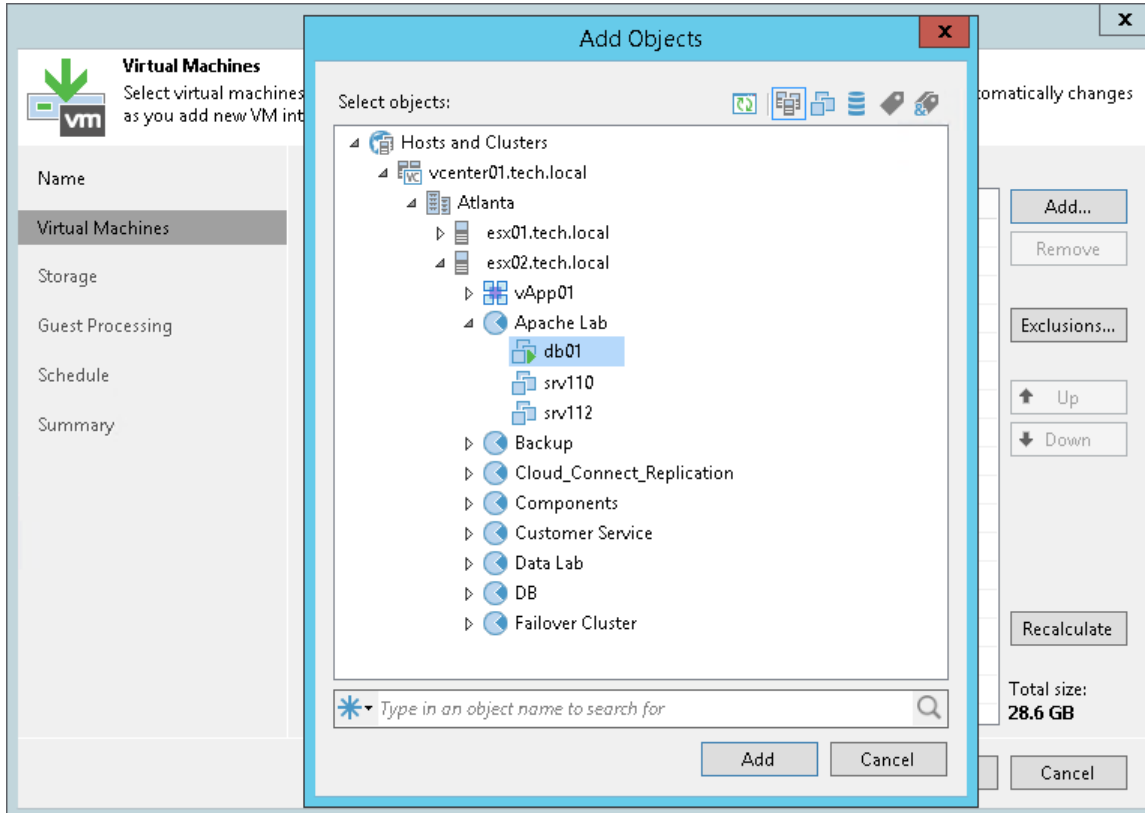 x
Add Objects
x
Virtual Machines
Select virtual machines
omatically changes
as you add new VM int
vm
Name
Virtual Machines
Storage
Guest Processing
Schedule
Summary
Select objects:
&
Hosts and Clusters
VC
vcenter01.tech.local
Atlanta
esx01.tech.local
esx02.tech.local
vApp01
Apache Lab
db01
srv110
srv112
Backup
Cloud_Connect_Replication
Components
Customer Service
Data Lab
DB
Failover Cluster
Type in an object name to search for
Add
Cancel
Add...
Remove
Exclusions...
Up
Down
Recalculate
Total size:
28.6 GB
Cancel